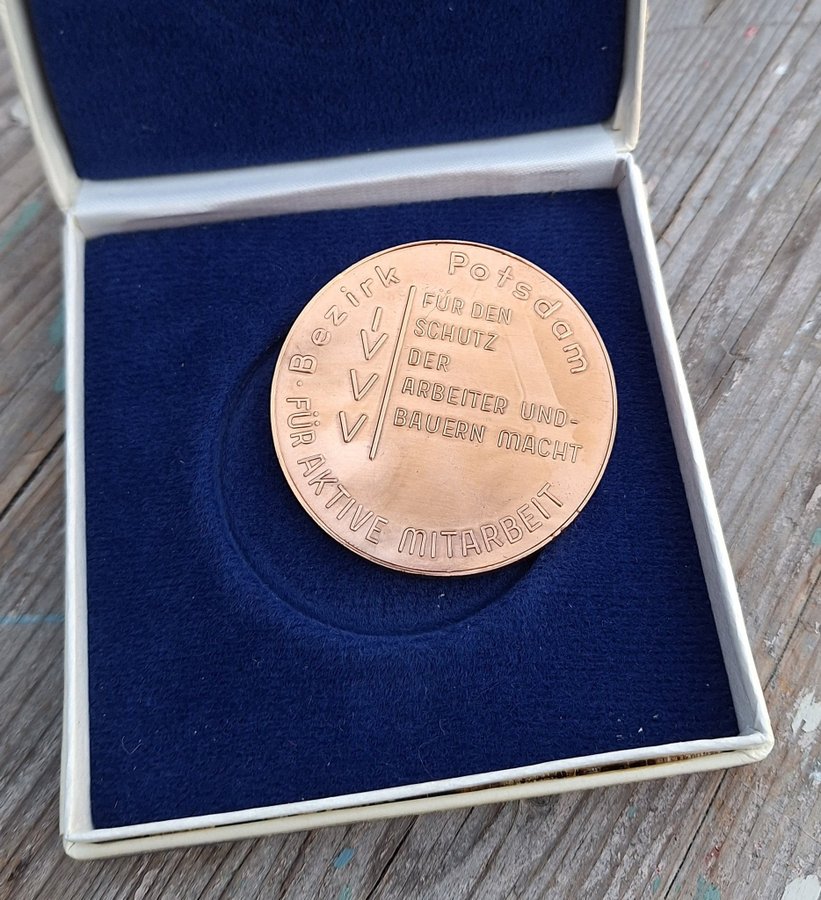 Bezirk Potsdam
I
V
V
V
FÜR DEN
SCHUTZ
DER
ARBEITER UND-
BAUERN MACHT
· FÜR AKTIVE MITARBEIT